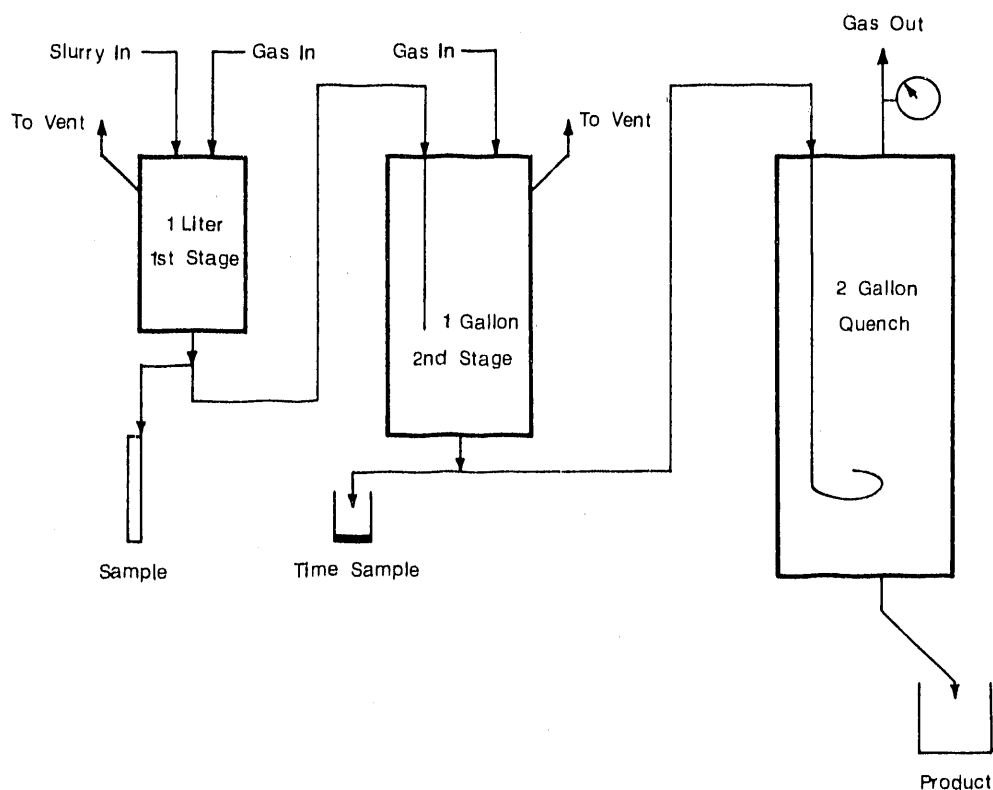 Gas Out
Slurry In
Gas In
Gas In
To Vent
To Vent
1 Liter
1st Stage
2 Gallon
Quench
1 Gallon
2nd Stage
Sample
Time Sample
Product